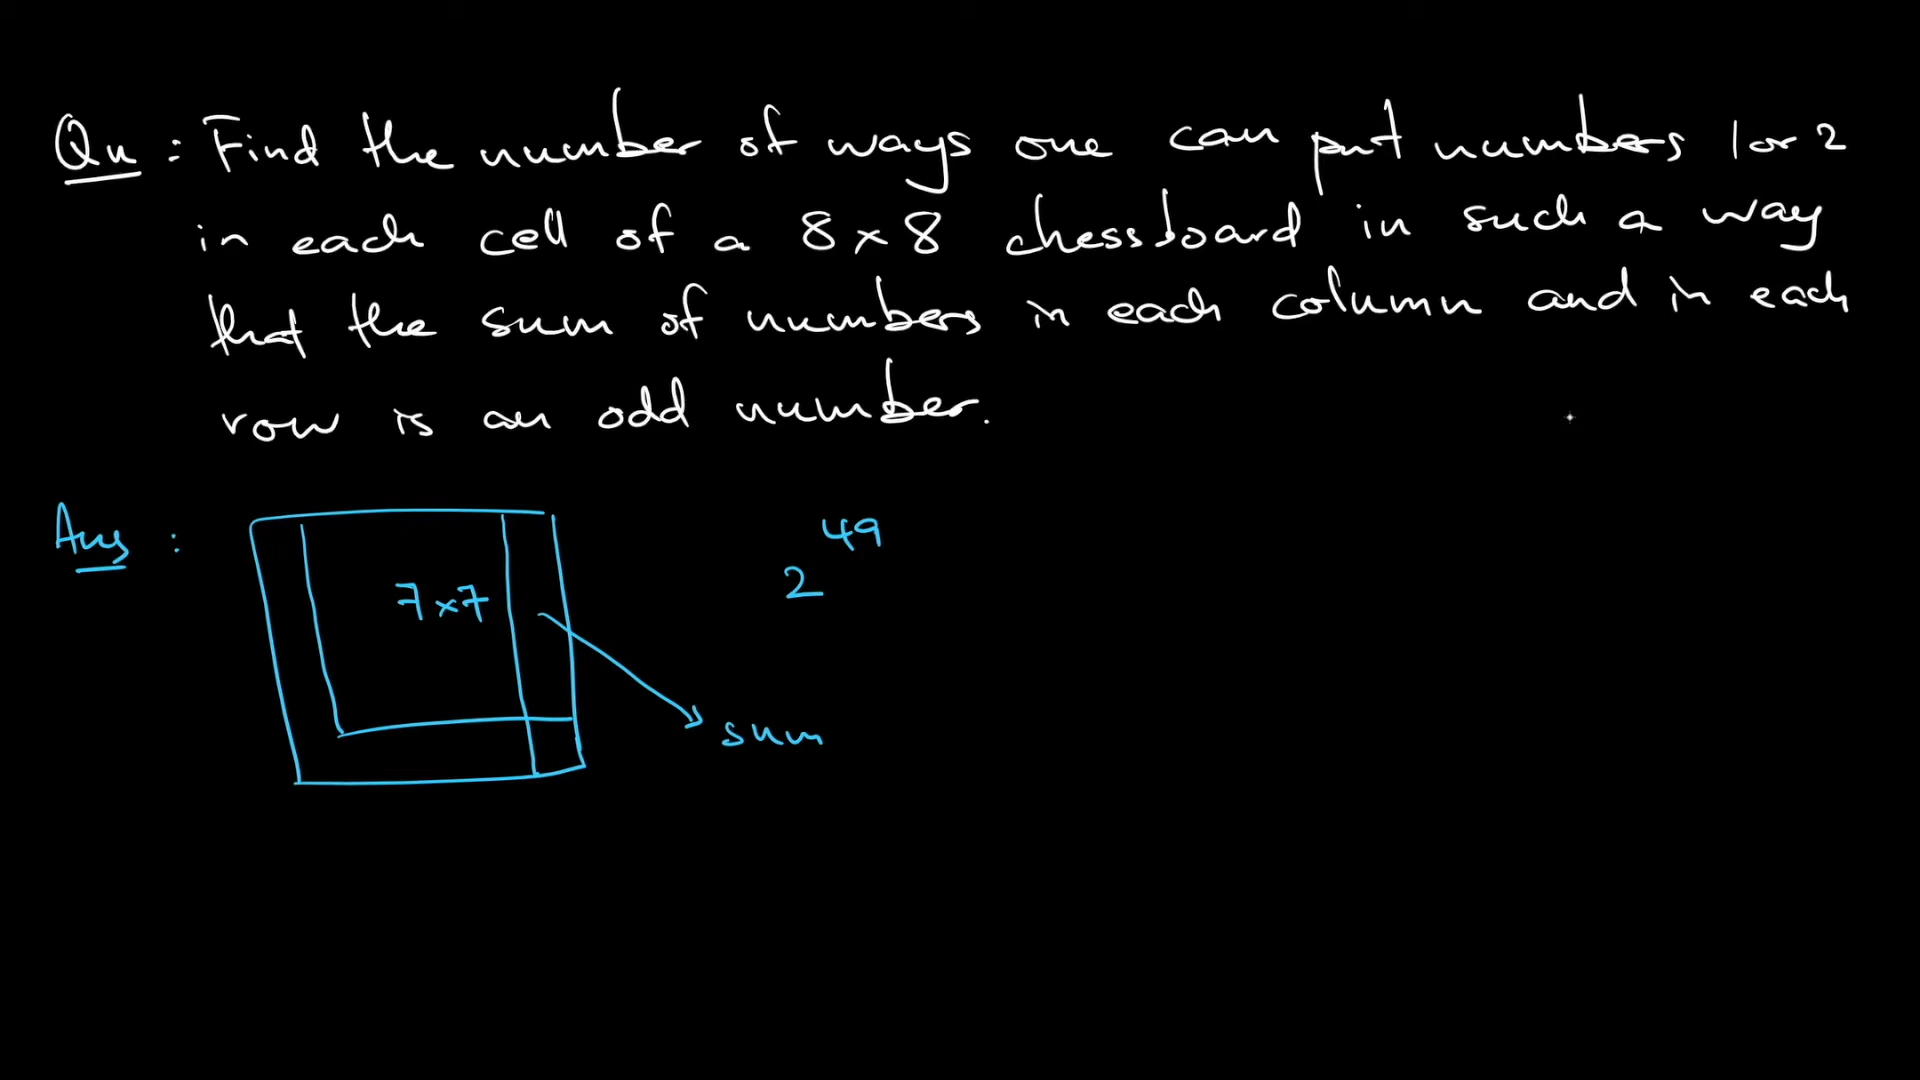 Qu : Find the number of ways one can put numbers 1 or 2
in each cell of a 8 × 8 chessboard in such a way
that the sum of numbers in each column and in each
row is an odd number.
Ans :
7 × 7
2^49
sum